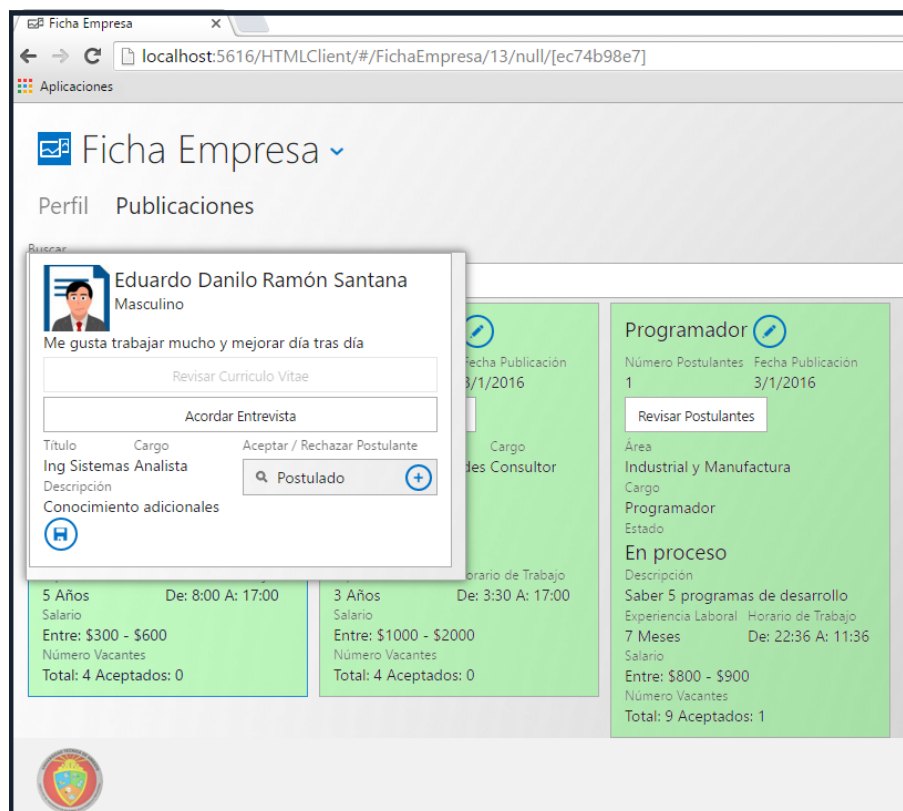 Ficha Empresa
localhost:5616/HTMLClient/#/FichaEmpresa/13/null/[ec74b98e7]
Aplicaciones
Ficha Empresa
Perfil Publicaciones
Buscar
Eduardo Danilo Ramón Santana
Masculino
Me gusta trabajar mucho y mejorar día tras día
Revisar Curriculo Vitae
Acordar Entrevista
Título Cargo Aceptar / Rechazar Postulante
Ing Sistemas Analista
Postulado
Descripción
Conocimiento adicionales
5 Años De: 8:00 A: 17:00
Salario
Entre: $300 - $600
Número Vacantes
Total: 4 Aceptados: 0
Fecha Publicación
3/1/2016
Cargo
des Consultor
orario de Trabajo
3 Años De: 3:30 A: 17:00
Salario
Entre: $1000 - $2000
Número Vacantes
Total: 4 Aceptados: 0
Programador
Número Postulantes Fecha Publicación
1 3/1/2016
Revisar Postulantes
Área
Industrial y Manufactura
Cargo
Programador
Estado
En proceso
Descripción
Saber 5 programas de desarrollo
Experiencia Laboral Horario de Trabajo
7 Meses De: 22:36 A: 11:36
Salario
Entre: $800 - $900
Número Vacantes
Total: 9 Aceptados: 1